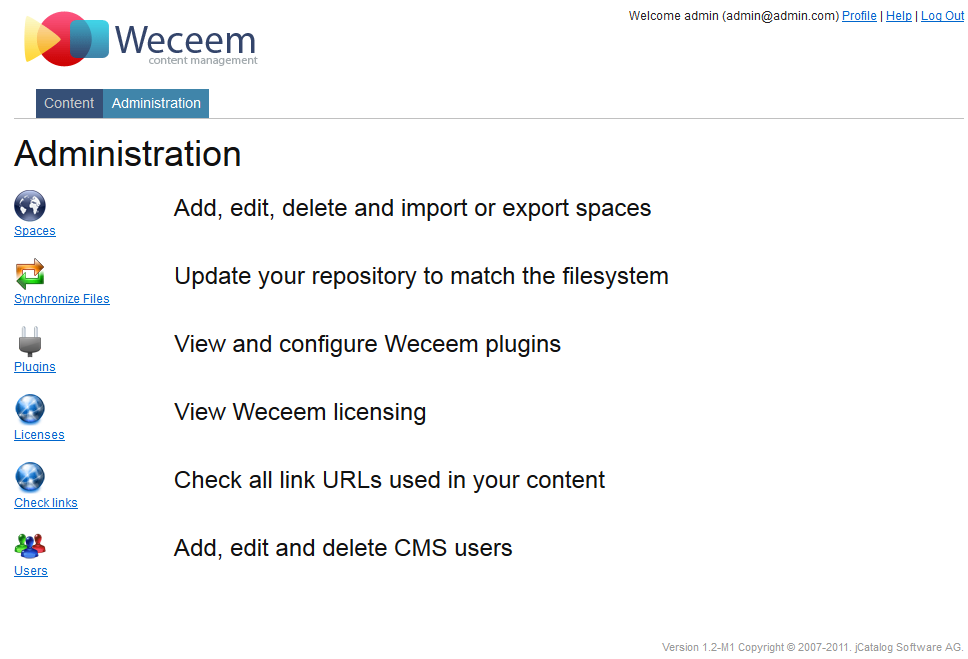 Welcome admin (admin@admin.com) Profile | Help | Log Out
Weceem
content management
Content Administration
Administration
Spaces
Add, edit, delete and import or export spaces
Synchronize Files
Update your repository to match the filesystem
Plugins
View and configure Weceem plugins
Licenses
View Weceem licensing
Check links
Check all link URLs used in your content
Users
Add, edit and delete CMS users
Version 1.2-M1 Copyright © 2007-2011. jCatalog Software AG.